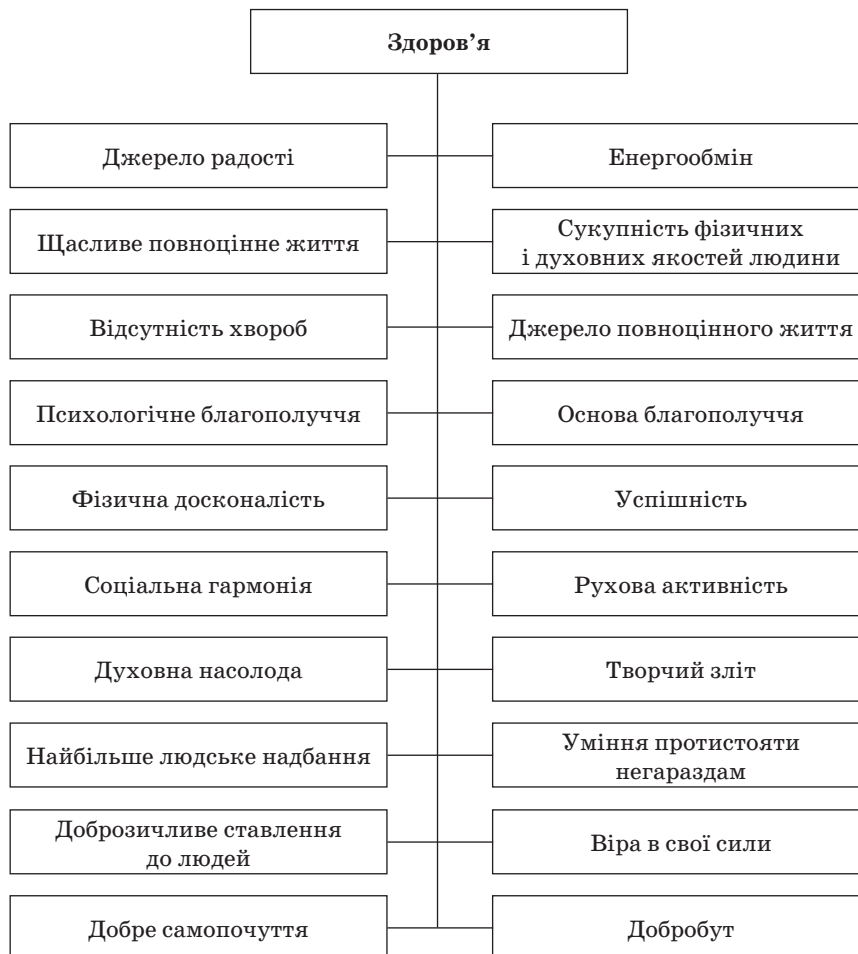 Здоров’я
Джерело радості
Енергообмін
Щасливе повноцінне життя
Сукупність фізичних
і духовних якостей людини
Відсутність хвороб
Джерело повноцінного життя
Психологічне благополуччя
Основа благополуччя
Фізична досконалість
Успішність
Соціальна гармонія
Рухова активність
Духовна насолода
Творчий зліт
Найбільше людське надбання
Уміння протистояти
негараздам
Доброзичливе ставлення
до людей
Віра в свої сили
Добре самопочуття
Добробут